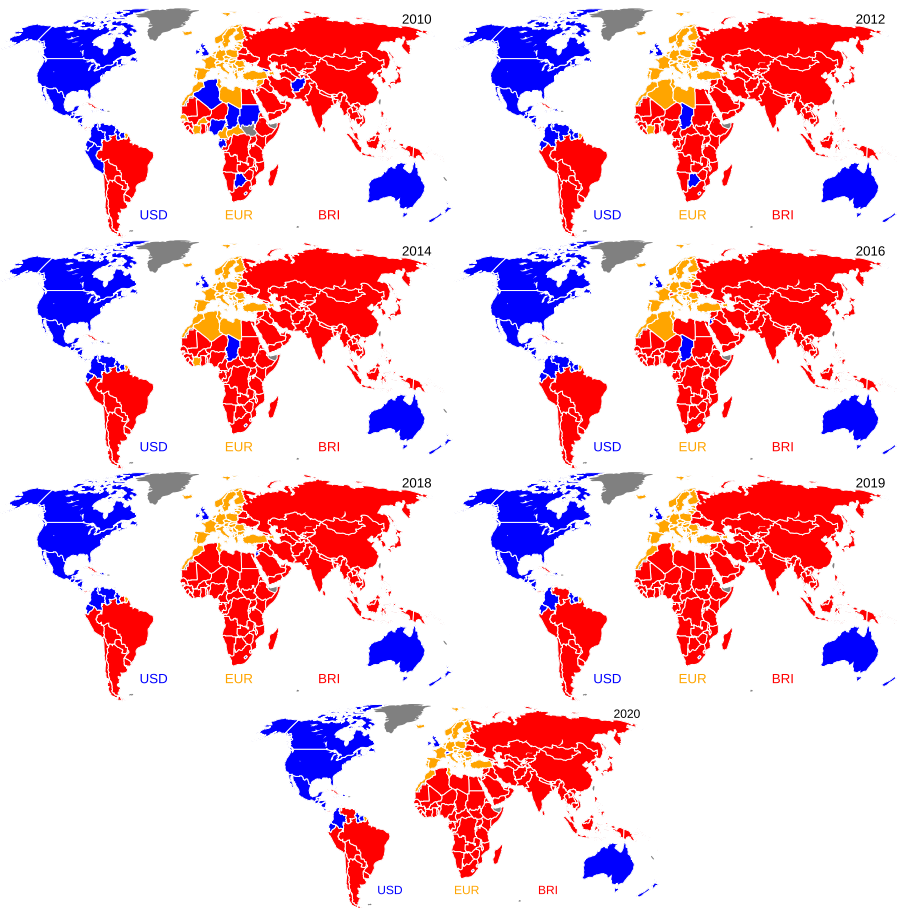 2010
USD EUR BRI
2012
USD EUR BRI
2014
USD EUR BRI
2016
USD EUR BRI
2018
USD EUR BRI
2019
USD EUR BRI
2020
USD EUR BRI